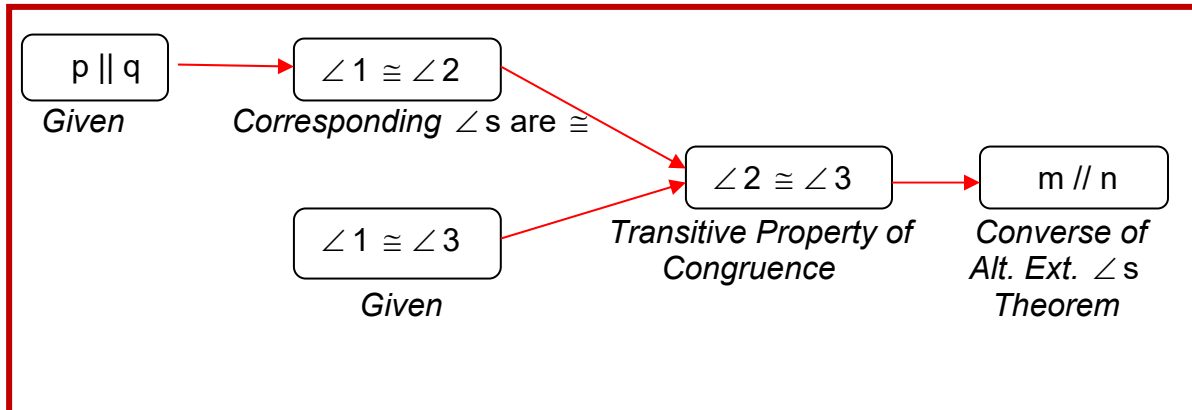 p || q
Given
∠1 ≅ ∠2
Corresponding ∠s are ≅
∠1 ≅ ∠3
Given
∠2 ≅ ∠3
Transitive Property of
Congruence
m // n
Converse of
Alt. Ext. ∠s
Theorem